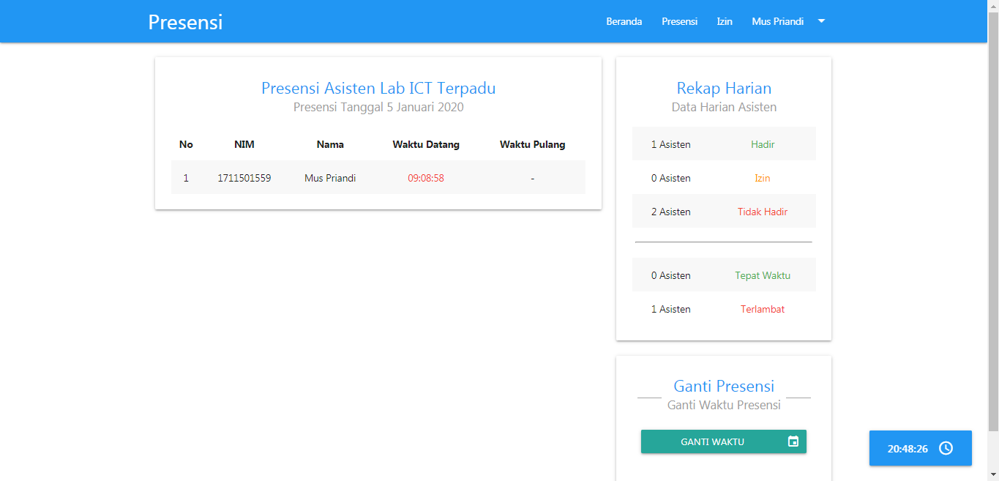 Presensi
Beranda Presensi Izin Mus Priandi
Presensi Asisten Lab ICT Terpadu
Presensi Tanggal 5 Januari 2020
No NIM Nama Waktu Datang Waktu Pulang
1 1711501559 Mus Priandi 09:08:58 -
Rekap Harian
Data Harian Asisten
1 Asisten Hadir
0 Asisten Izin
2 Asisten Tidak Hadir
0 Asisten Tepat Waktu
1 Asisten Terlambat
Ganti Presensi
Ganti Waktu Presensi
GANTI WAKTU
20:48:26